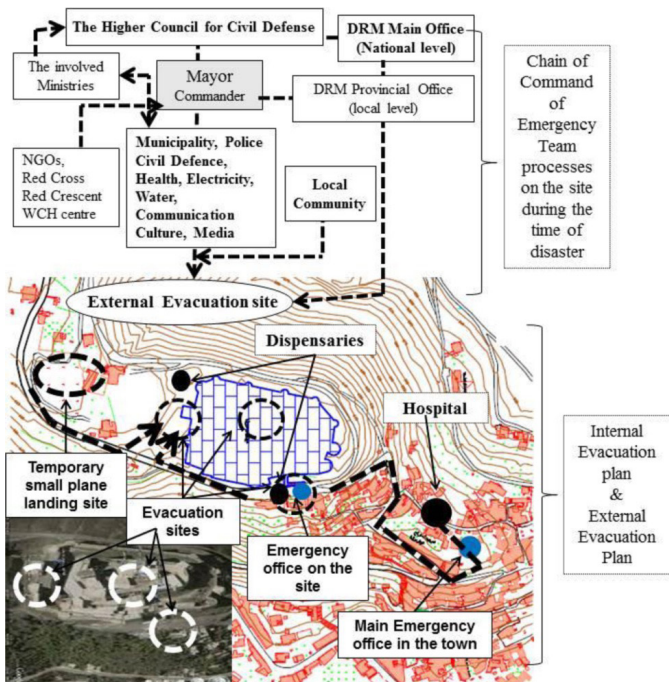 The Higher Council for Civil Defense
DRM Main Office
(National level)
The involved
Ministries
Mayor
Commander
DRM Provincial Office
(local level)
NGOs,
Red Cross
Red Crescent
WCH centre
Municipality, Police
Civil Defence,
Health, Electricity,
Water,
Communication
Culture, Media
Local
Community
Chain of
Command
of
Emergency
Team
processes
on the site
during the
time of
disaster
External Evacuation site
Dispensaries
Hospital
Temporary
small plane
landing site
Evacuation
sites
Emergency
office on the
site
Main Emergency
office in the town
Internal
Evacuation
plan
&
External
Evacuation
Plan